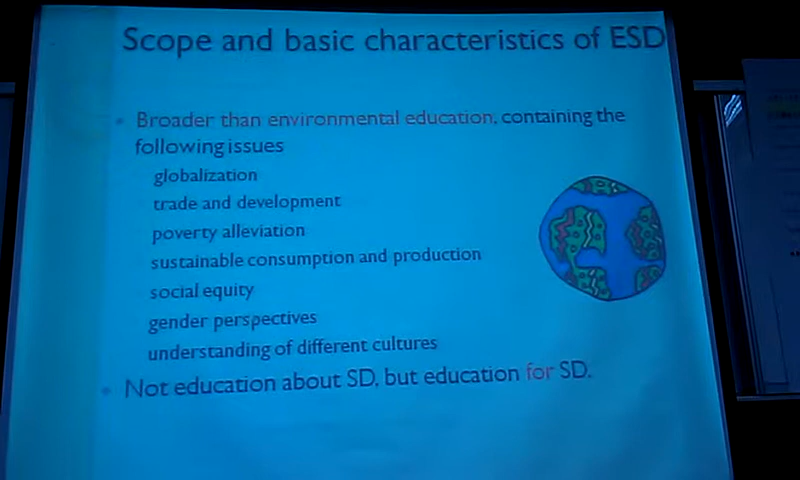 Scope and basic characteristics of ESD
• Broader than environmental education, containing the
following issues
globalization
trade and development
poverty alleviation
sustainable consumption and production
social equity
gender perspectives
understanding of different cultures
• Not education about SD, but education for SD.